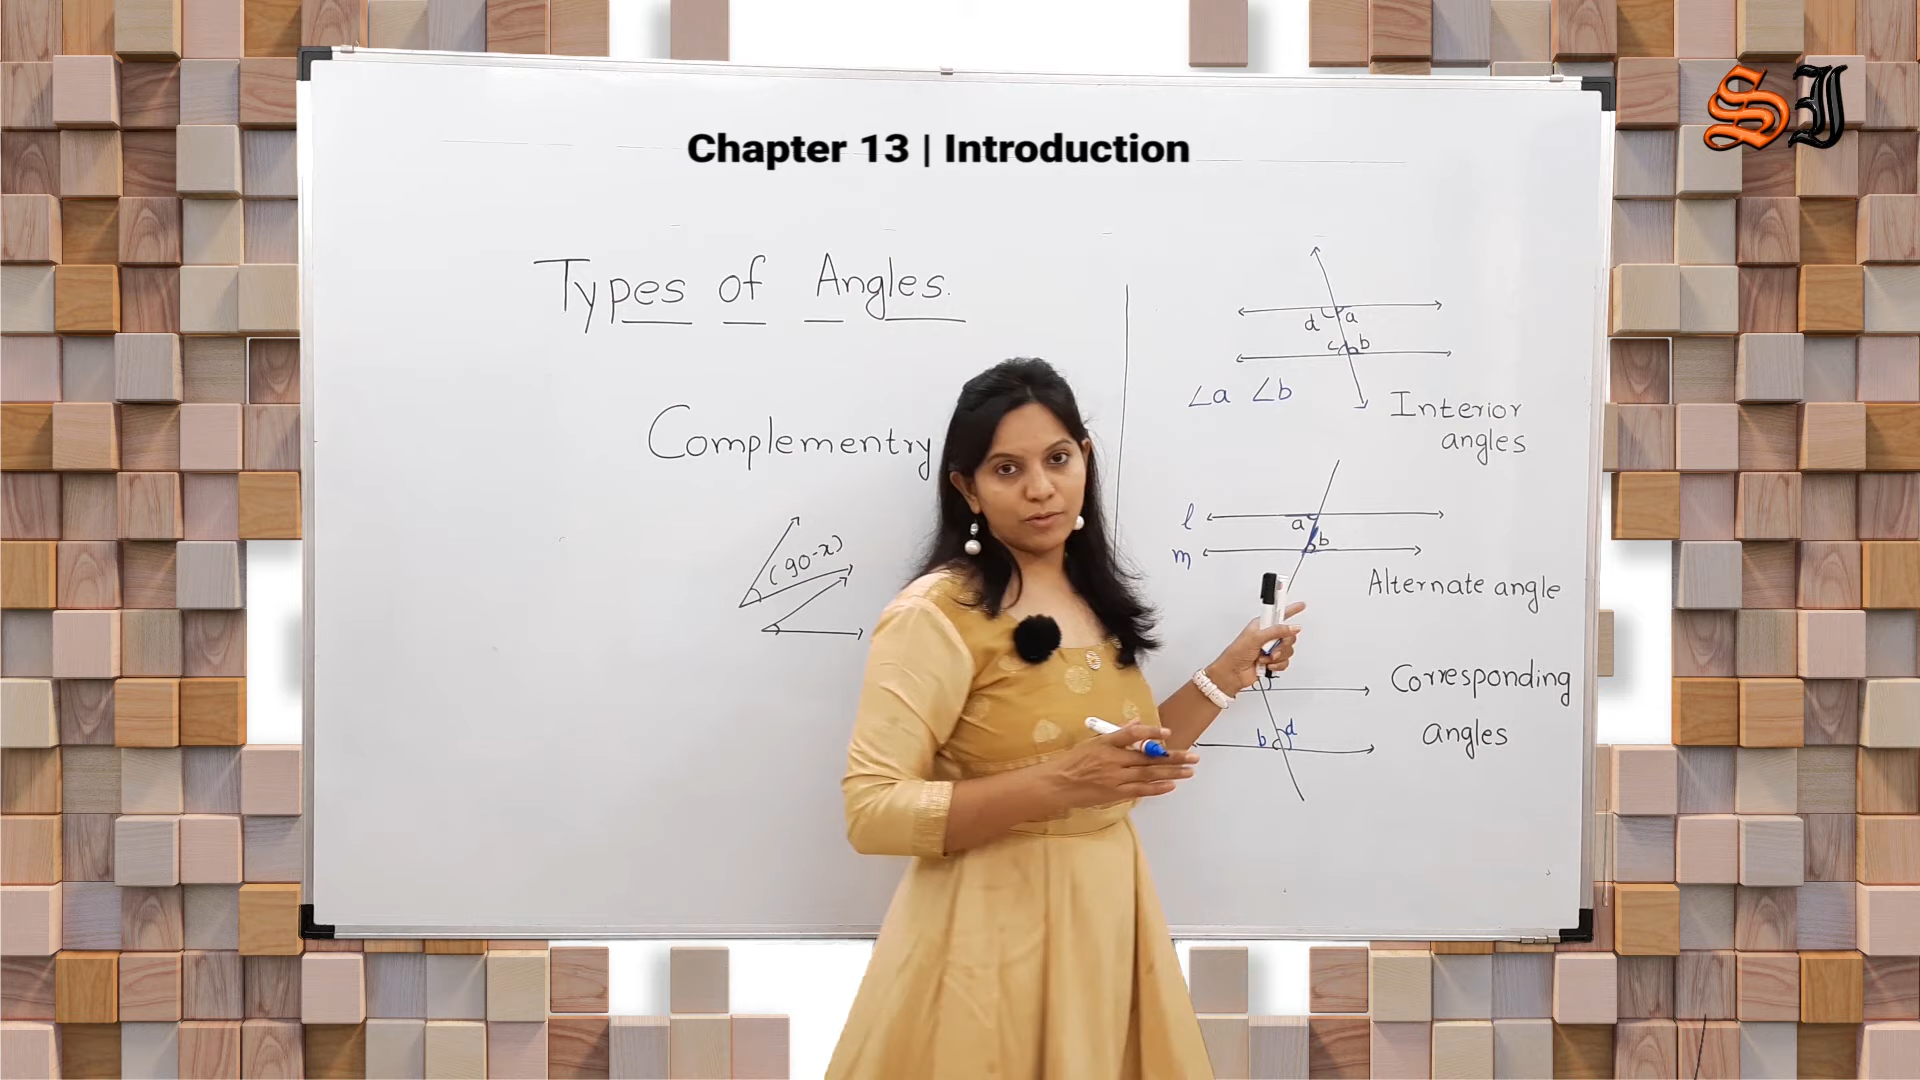 SJ
Chapter 13 | Introduction
Types of Angles.
Complementry
(90-x)
d a
c b
∠a ∠b
Interior
angles
l
a
m
b
Alternate angle
Corresponding
angles
b d